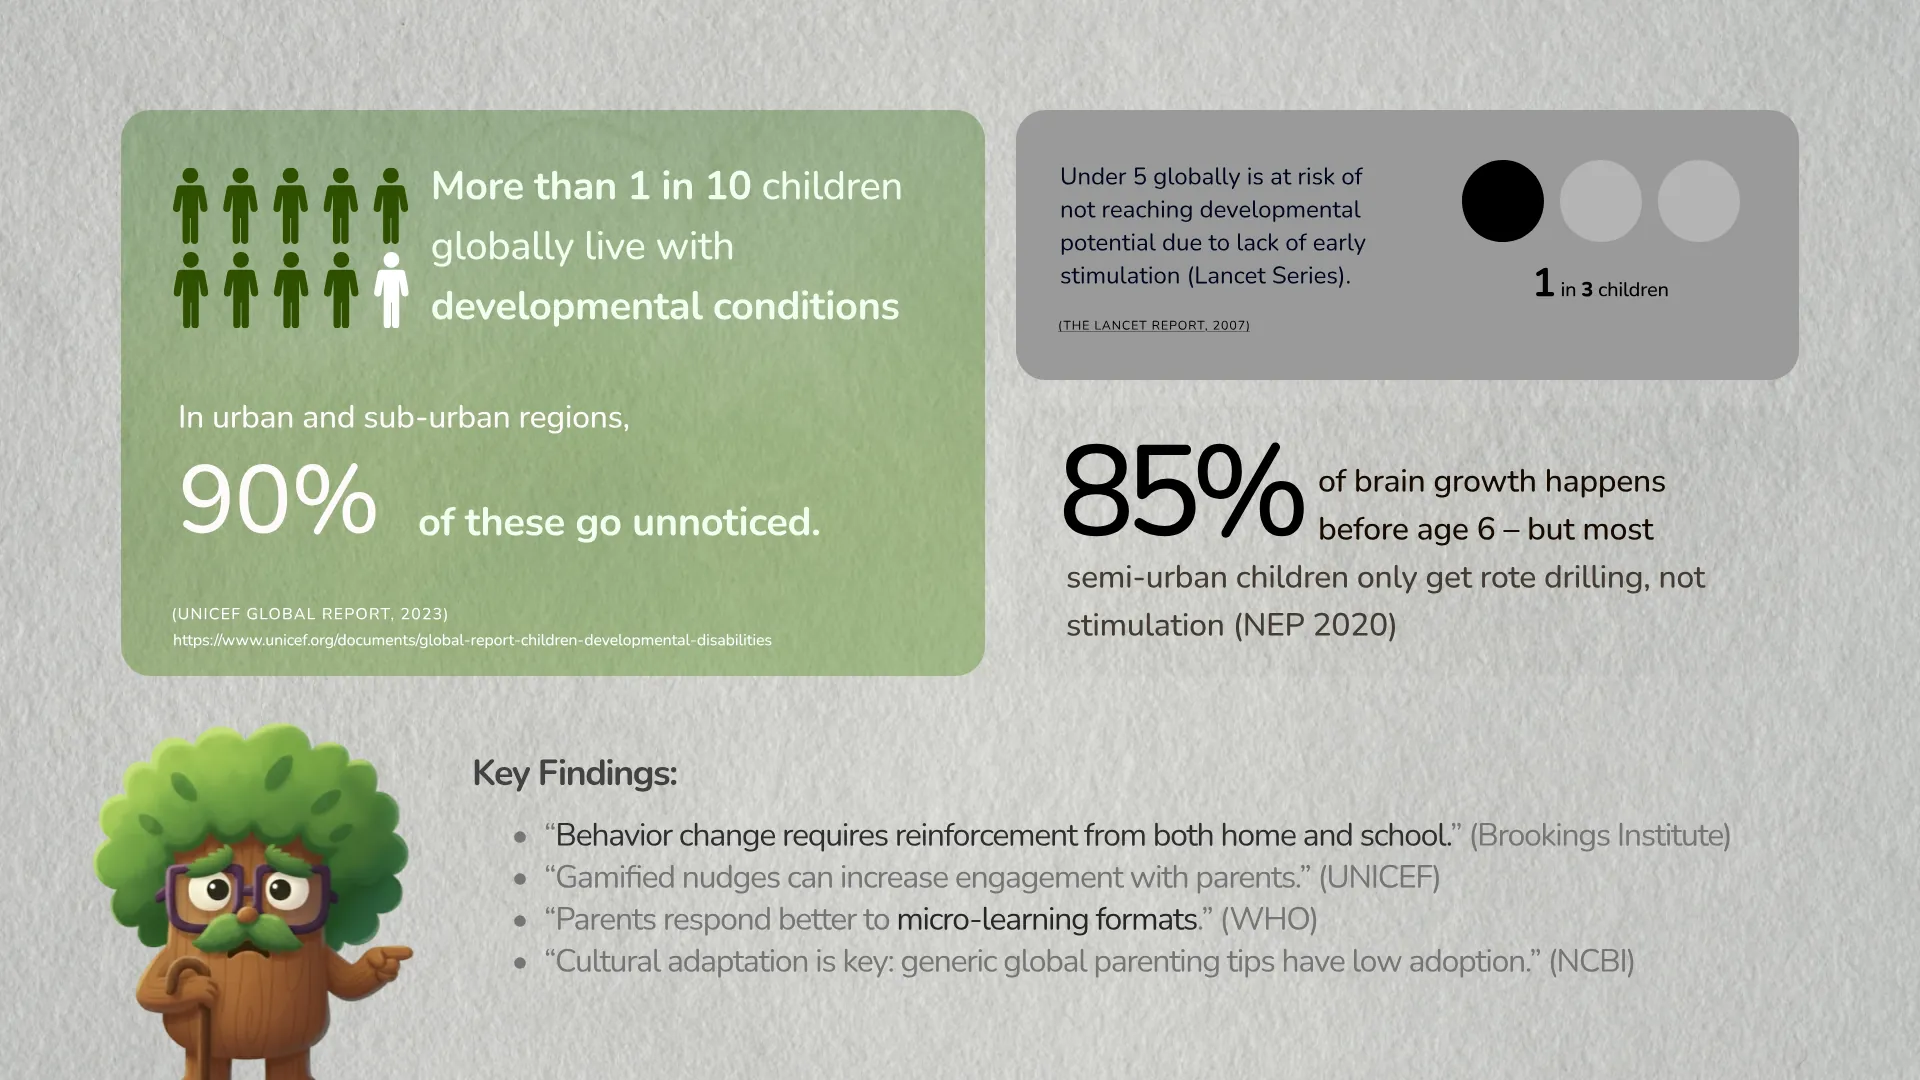 More than 1 in 10 children
globally live with
developmental conditions
In urban and sub-urban regions,
90% of these go unnoticed.
(UNICEF GLOBAL REPORT, 2023)
https://www.unicef.org/documents/global-report-children-developmental-disabilities
Under 5 globally is at risk of
not reaching developmental
potential due to lack of early
stimulation (Lancet Series).
(THE LANCET REPORT, 2007)
1 in 3 children
85% of brain growth happens
before age 6 – but most
semi-urban children only get rote drilling, not
stimulation (NEP 2020)
Key Findings:
• “Behavior change requires reinforcement from both home and school.” (Brookings Institute)
• “Gamified nudges can increase engagement with parents.” (UNICEF)
• “Parents respond better to micro-learning formats.” (WHO)
• “Cultural adaptation is key: generic global parenting tips have low adoption.” (NCBI)